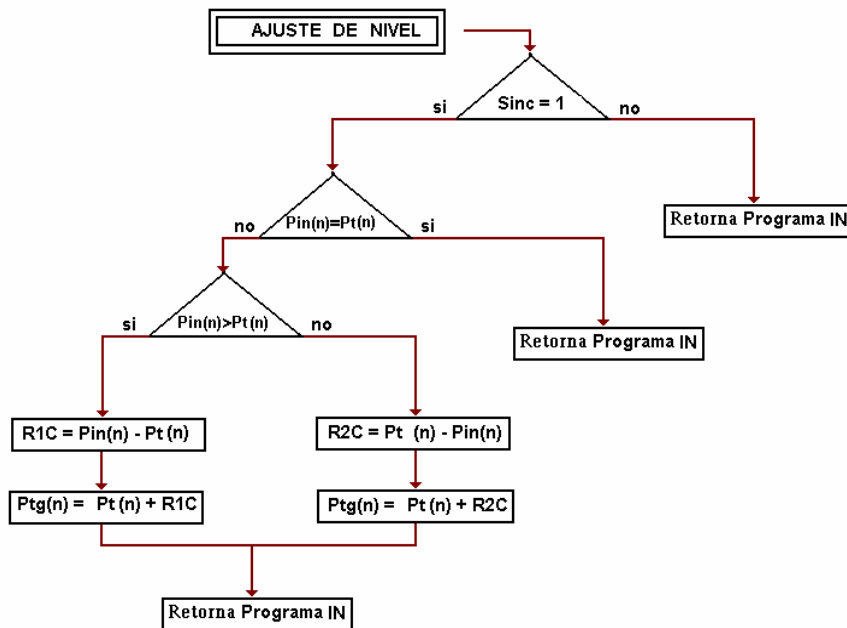 AJUSTE DE NIVEL
Sinc = 1
si
no
Retorna Programa IN
Pin(n)=Pt(n)
no
si
Retorna Programa IN
Pin(n)>Pt(n)
si
no
R1C = Pin(n) - Pt(n)
R2C = Pt (n) - Pin(n)
Ptg(n) = Pt(n) + R1C
Ptg(n) = Pt(n) + R2C
Retorna Programa IN